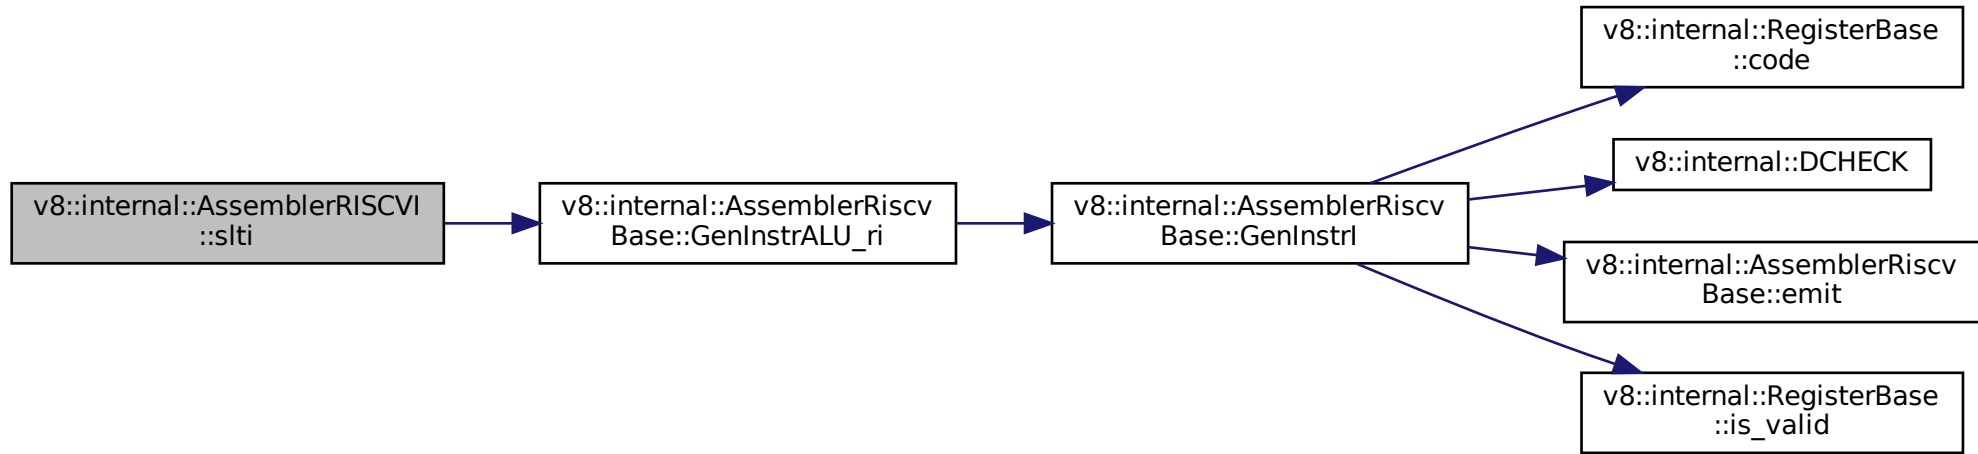 v8::internal::AssemblerRISCVI
::slti
v8::internal::AssemblerRiscv
Base::GenInstrALU_ri
v8::internal::AssemblerRiscv
Base::GenInstrI
v8::internal::RegisterBase
::code
v8::internal::DCHECK
v8::internal::AssemblerRiscv
Base::emit
v8::internal::RegisterBase
::is_valid